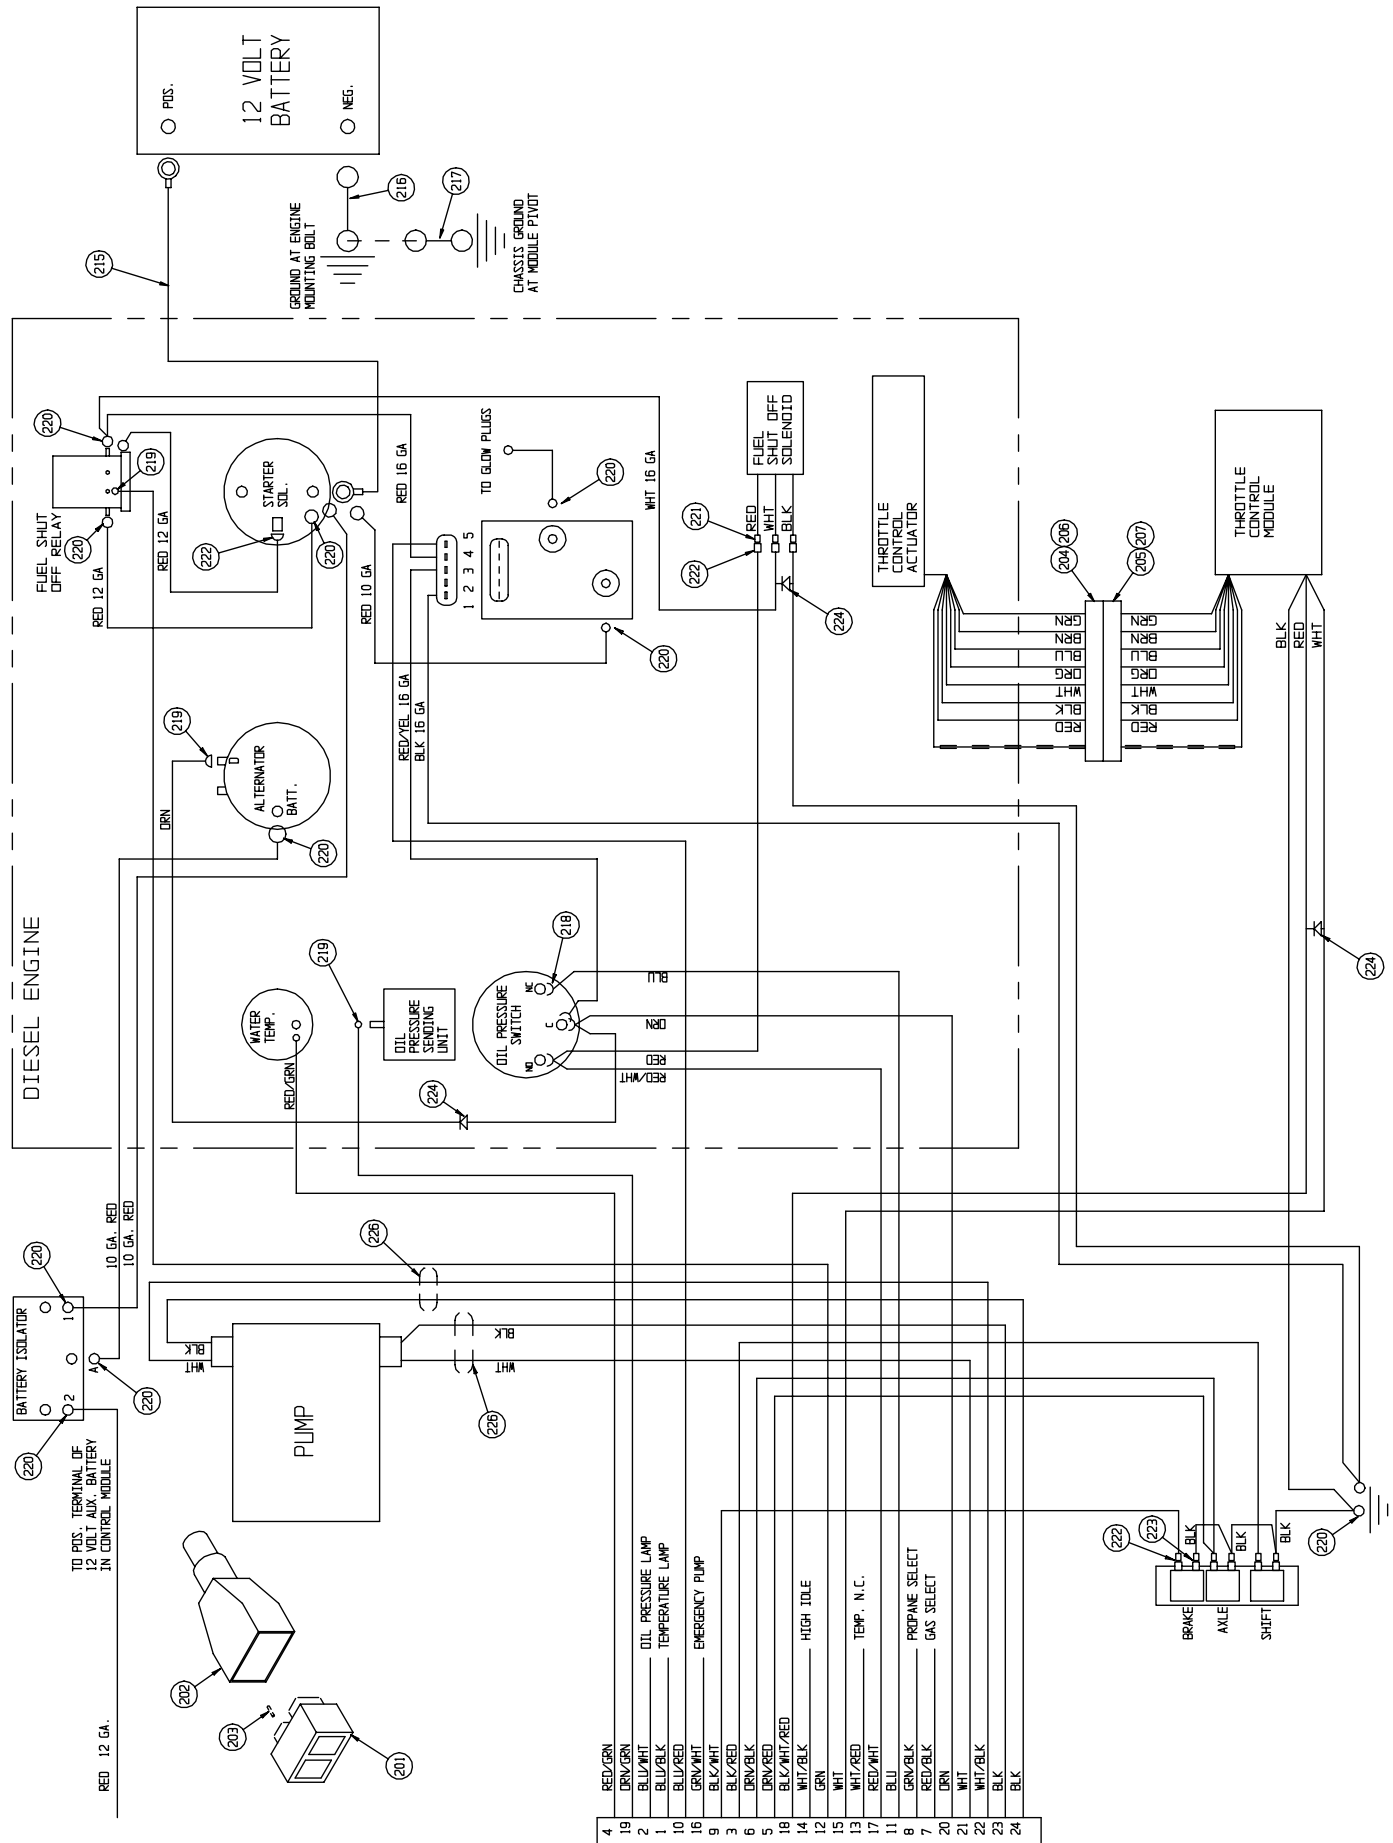 12 VOLT
BATTERY
POS.
NEG.
215
216
217
GROUND AT ENGINE
MOUNTING BOLT
CHASSIS GROUND
AT MODULE PIVOT
DIESEL ENGINE
FUEL SHUT
OFF RELAY
220
219
220
RED 12 GA
RED 12 GA
STARTER
SOL.
222
220
RED 10 GA
RED 16 GA
TO GLOW PLUGS
220
1 2 3 4 5
220
WHT 16 GA
RED/YEL 16 GA
BLK 16 GA
FUEL
SHUT OFF
SOLENOID
RED
WHT
BLK
221
222
224
THROTTLE
CONTROL
ACTUATOR
THROTTLE
CONTROL
MODULE
204
206
205
207
GRN
BRN
BLU
ORG
WHT
BLK
RED
GRN
BRN
BLU
ORG
WHT
BLK
RED
BLK
RED
WHT
224
ALTERNATOR
BATT.
D
219
220
ORN
WATER
TEMP.
RED/GRN
219
OIL
PRESSURE
SENDING
UNIT
OIL PRESSURE
SWITCH
NC
C
NO
218
BLU
ORN
RED
RED/WHT
224
10 GA. RED
10 GA. RED
BATTERY ISOLATOR
1
A
2
220
220
220
TO POS. TERMINAL OF
12 VOLT AUX. BATTERY
IN CONTROL MODULE
RED 12 GA.
PUMP
BLK
WHT
BLK
WHT
226
226
202
203
201
4 RED/GRN
19 ORN/GRN
2 BLU/WHT OIL PRESSURE LAMP
1 BLU/BLK TEMPERATURE LAMP
10 BLU/RED
16 GRN/WHT EMERGENCY PUMP
9 BLK/WHT
3 BLK/RED
6 ORN/BLK
5 ORN/RED
18 BLK/WHT/RED
14 WHT/BLK HIGH IDLE
12 GRN
15 WHT
13 WHT/RED TEMP. N.C.
17 RED/WHT
11 BLU
8 GRN/BLK PROPANE SELECT
7 RED/BLK GAS SELECT
20 ORN
21 WHT
22 WHT/BLK
23 BLK
24 BLK
222
223
BLK
BLK
BLK
220
BRAKE
AXLE
SHIFT